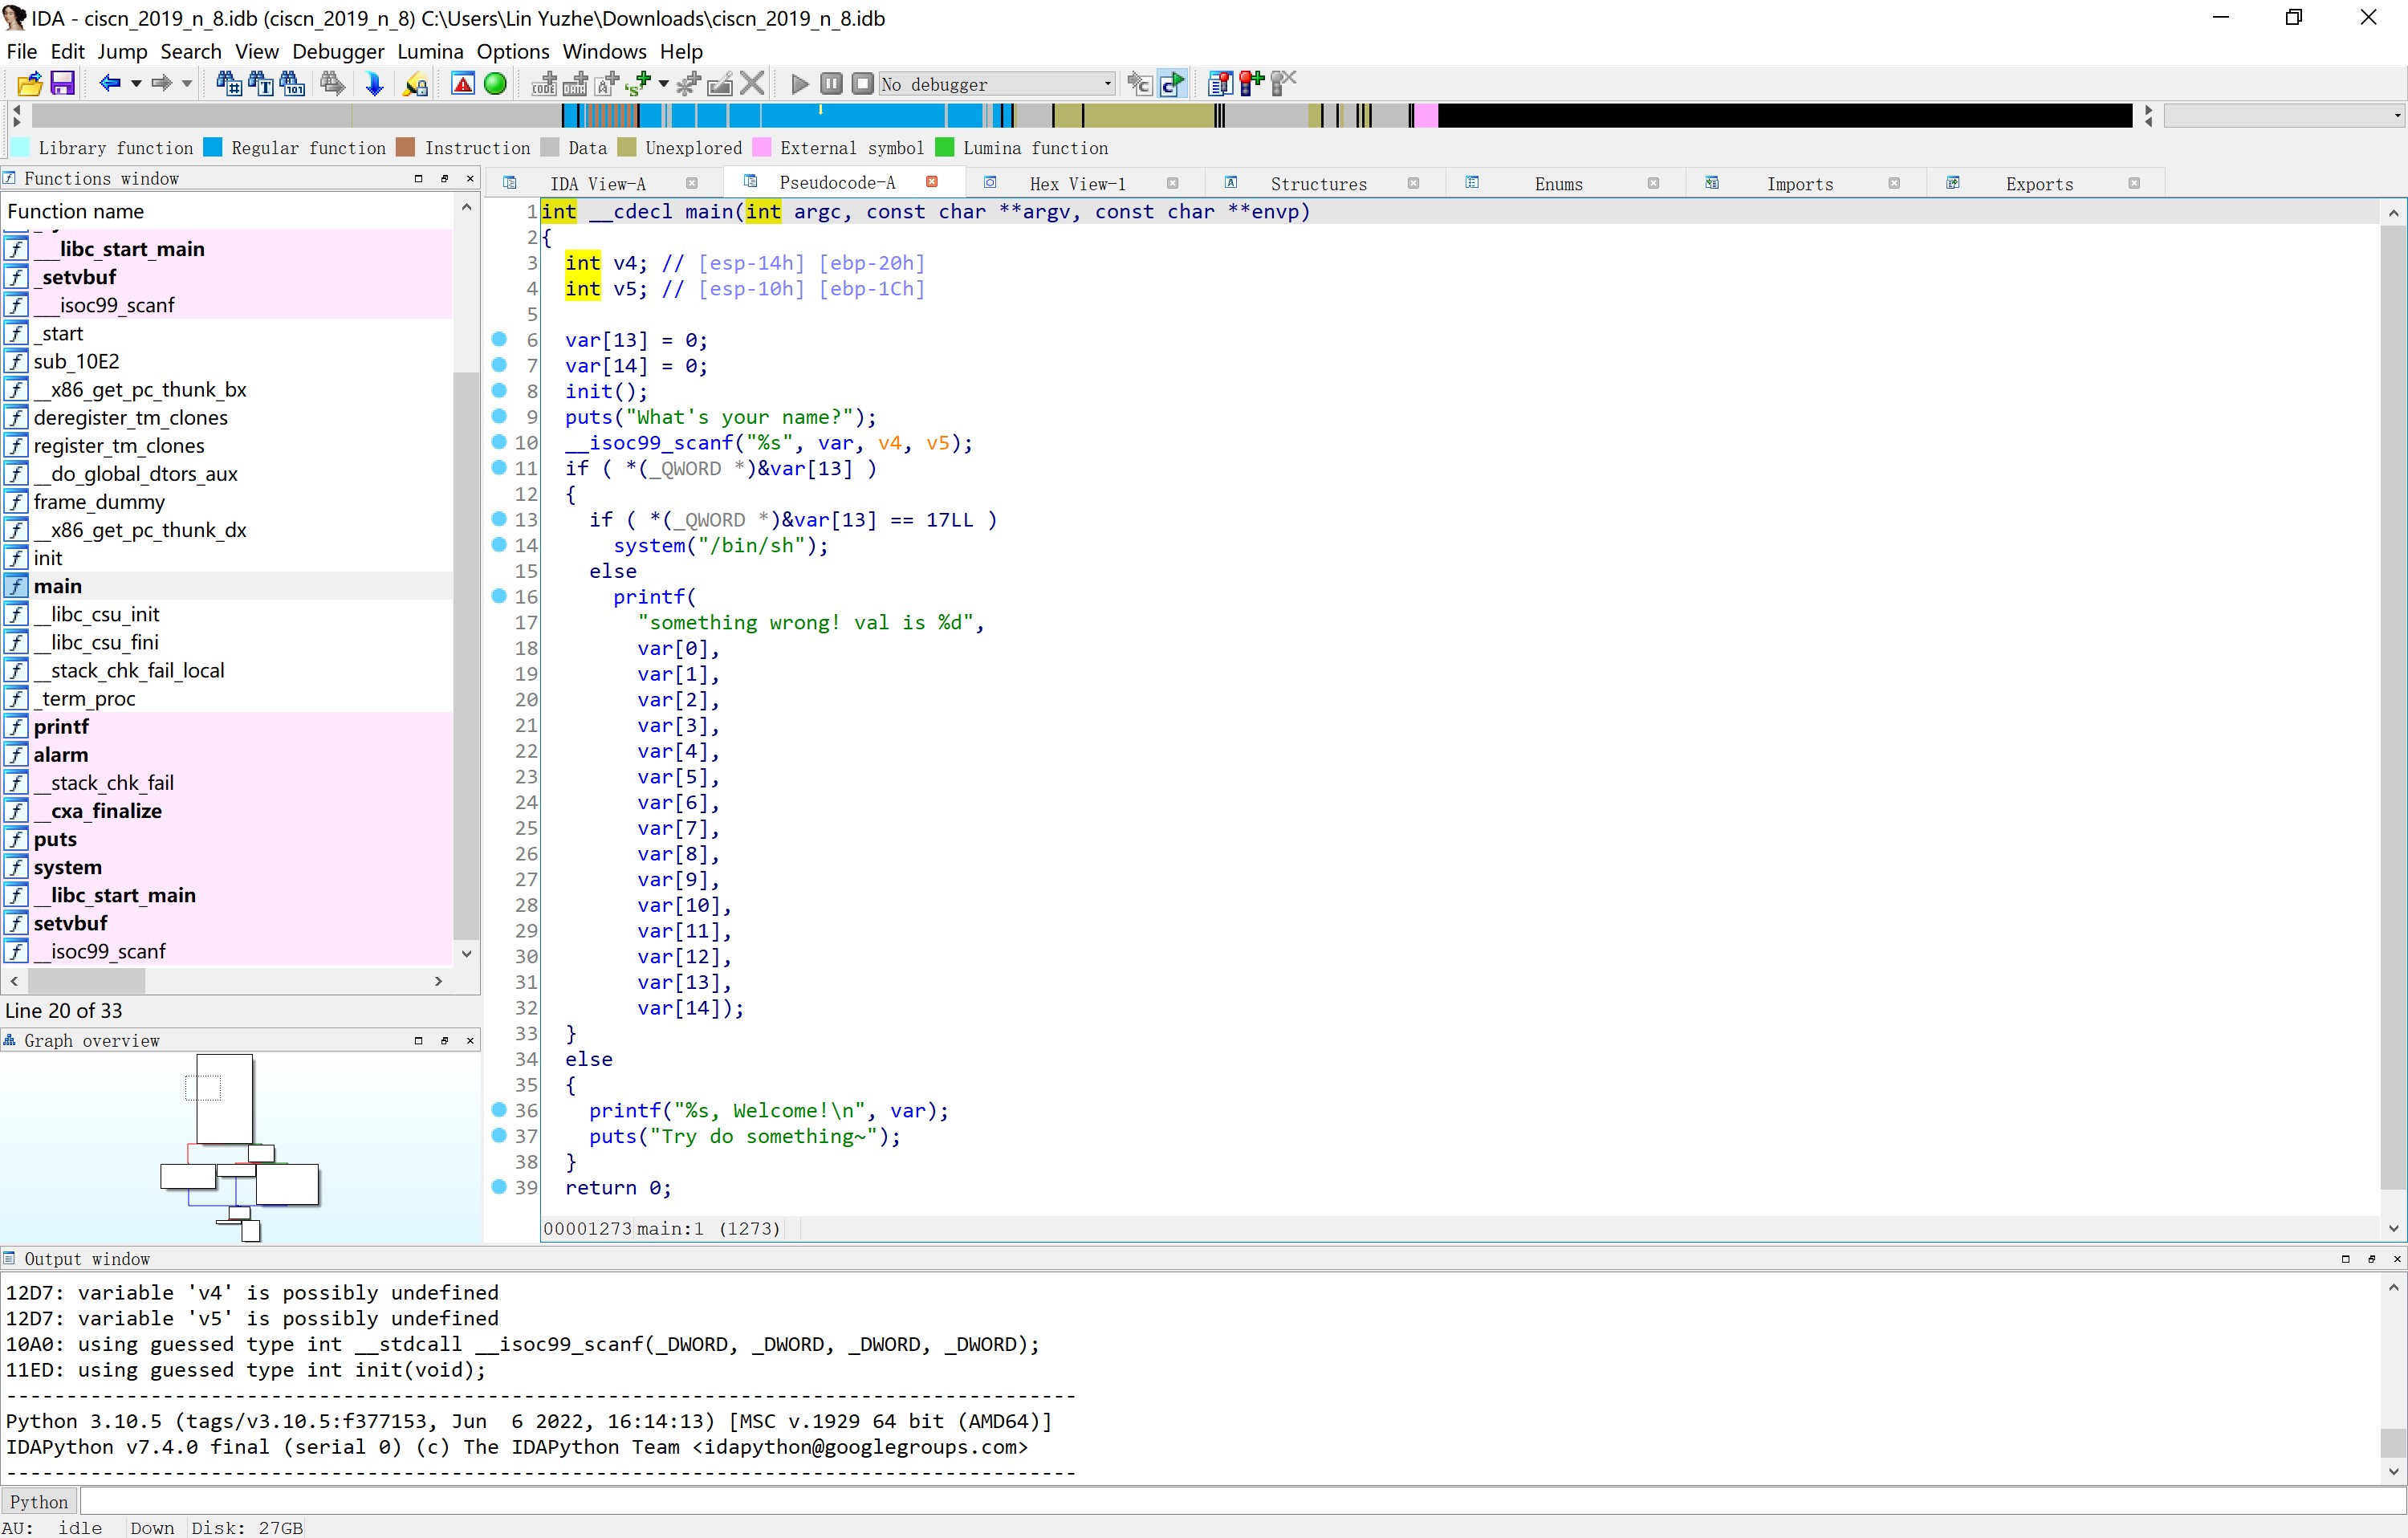 IDA - ciscn_2019_n_8.idb (ciscn_2019_n_8) C:\Users\Lin Yuzhe\Downloads\ciscn_2019_n_8.idb
File Edit Jump Search View Debugger Lumina Options Windows Help
No debugger
Library function Regular function Instruction Data Unexplored External symbol Lumina function
Functions window
Function name
___libc_start_main
_setvbuf
___isoc99_scanf
_start
sub_10E2
__x86_get_pc_thunk_bx
deregister_tm_clones
register_tm_clones
__do_global_dtors_aux
frame_dummy
__x86_get_pc_thunk_dx
init
main
__libc_csu_init
__libc_csu_fini
__stack_chk_fail_local
_term_proc
printf
alarm
__stack_chk_fail
__cxa_finalize
puts
system
__libc_start_main
setvbuf
__isoc99_scanf
Line 20 of 33
Graph overview
IDA View-A Pseudocode-A Hex View-1 Structures Enums Imports Exports
1 int __cdecl main(int argc, const char **argv, const char **envp)
2 {
3 int v4; // [esp-14h] [ebp-20h]
4 int v5; // [esp-10h] [ebp-1Ch]
5
6 var[13] = 0;
7 var[14] = 0;
8 init();
9 puts("What's your name?");
10 __isoc99_scanf("%s", var, v4, v5);
11 if ( *(_QWORD *)&var[13] )
12 {
13 if ( *(_QWORD *)&var[13] == 17LL )
14 system("/bin/sh");
15 else
16 printf(
17 "something wrong! val is %d",
18 var[0],
19 var[1],
20 var[2],
21 var[3],
22 var[4],
23 var[5],
24 var[6],
25 var[7],
26 var[8],
27 var[9],
28 var[10],
29 var[11],
30 var[12],
31 var[13],
32 var[14]);
33 }
34 else
35 {
36 printf("%s, Welcome!\n", var);
37 puts("Try do something~");
38 }
39 return 0;
00001273 main:1 (1273)
Output window
12D7: variable 'v4' is possibly undefined
12D7: variable 'v5' is possibly undefined
10A0: using guessed type int __stdcall __isoc99_scanf(_DWORD, _DWORD, _DWORD, _DWORD);
11ED: using guessed type int init(void);
-----------------------------------------------------------------------------------------
Python 3.10.5 (tags/v3.10.5:f377153, Jun  6 2022, 16:14:13) [MSC v.1929 64 bit (AMD64)]
IDAPython v7.4.0 final (serial 0) (c) The IDAPython Team <idapython@googlegroups.com>
-----------------------------------------------------------------------------------------
Python
AU: idle Down Disk: 27GB